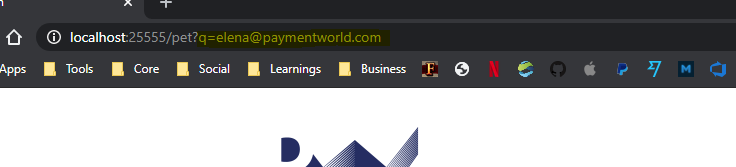 localhost:25555/pet?q=elena@paymentworld.com
Apps Tools Core Social Learnings Business